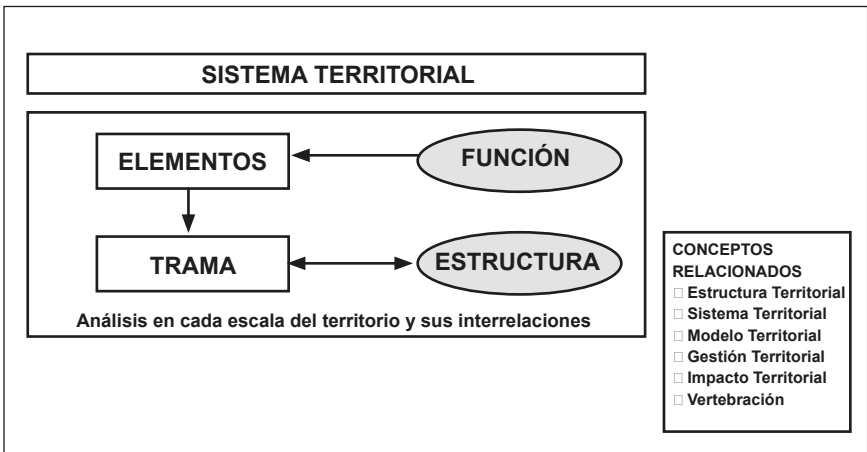 SISTEMA TERRITORIAL
ELEMENTOS
FUNCIÓN
TRAMA
ESTRUCTURA
Análisis en cada escala del territorio y sus interrelaciones
CONCEPTOS
RELACIONADOS
□ Estructura Territorial
□ Sistema Territorial
□ Modelo Territorial
□ Gestión Territorial
□ Impacto Territorial
□ Vertebración